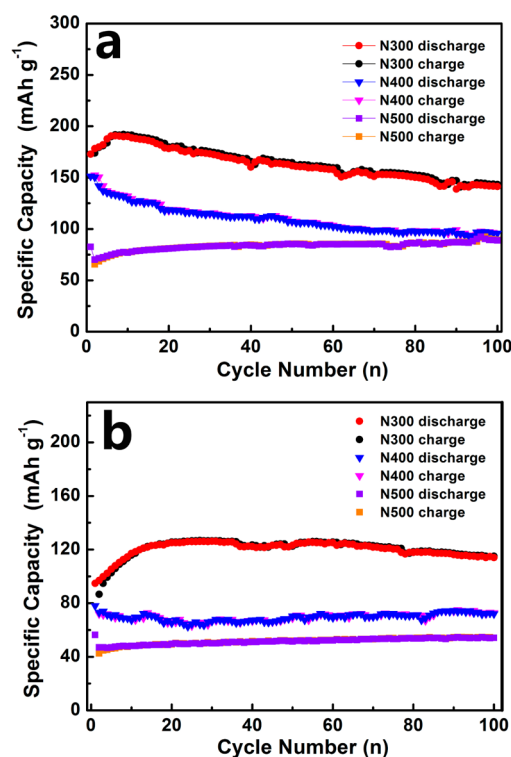 a
300
250
200
150
100
50
0
N300 discharge
N300 charge
N400 discharge
N400 charge
N500 discharge
N500 charge
Specific Capacity (mAh g-1)
0 20 40 60 80 100
Cycle Number (n)
b
220
200
160
120
80
40
0
N300 discharge
N300 charge
N400 discharge
N400 charge
N500 discharge
N500 charge
Specific Capacity (mAh g-1)
0 20 40 60 80 100
Cycle Number (n)